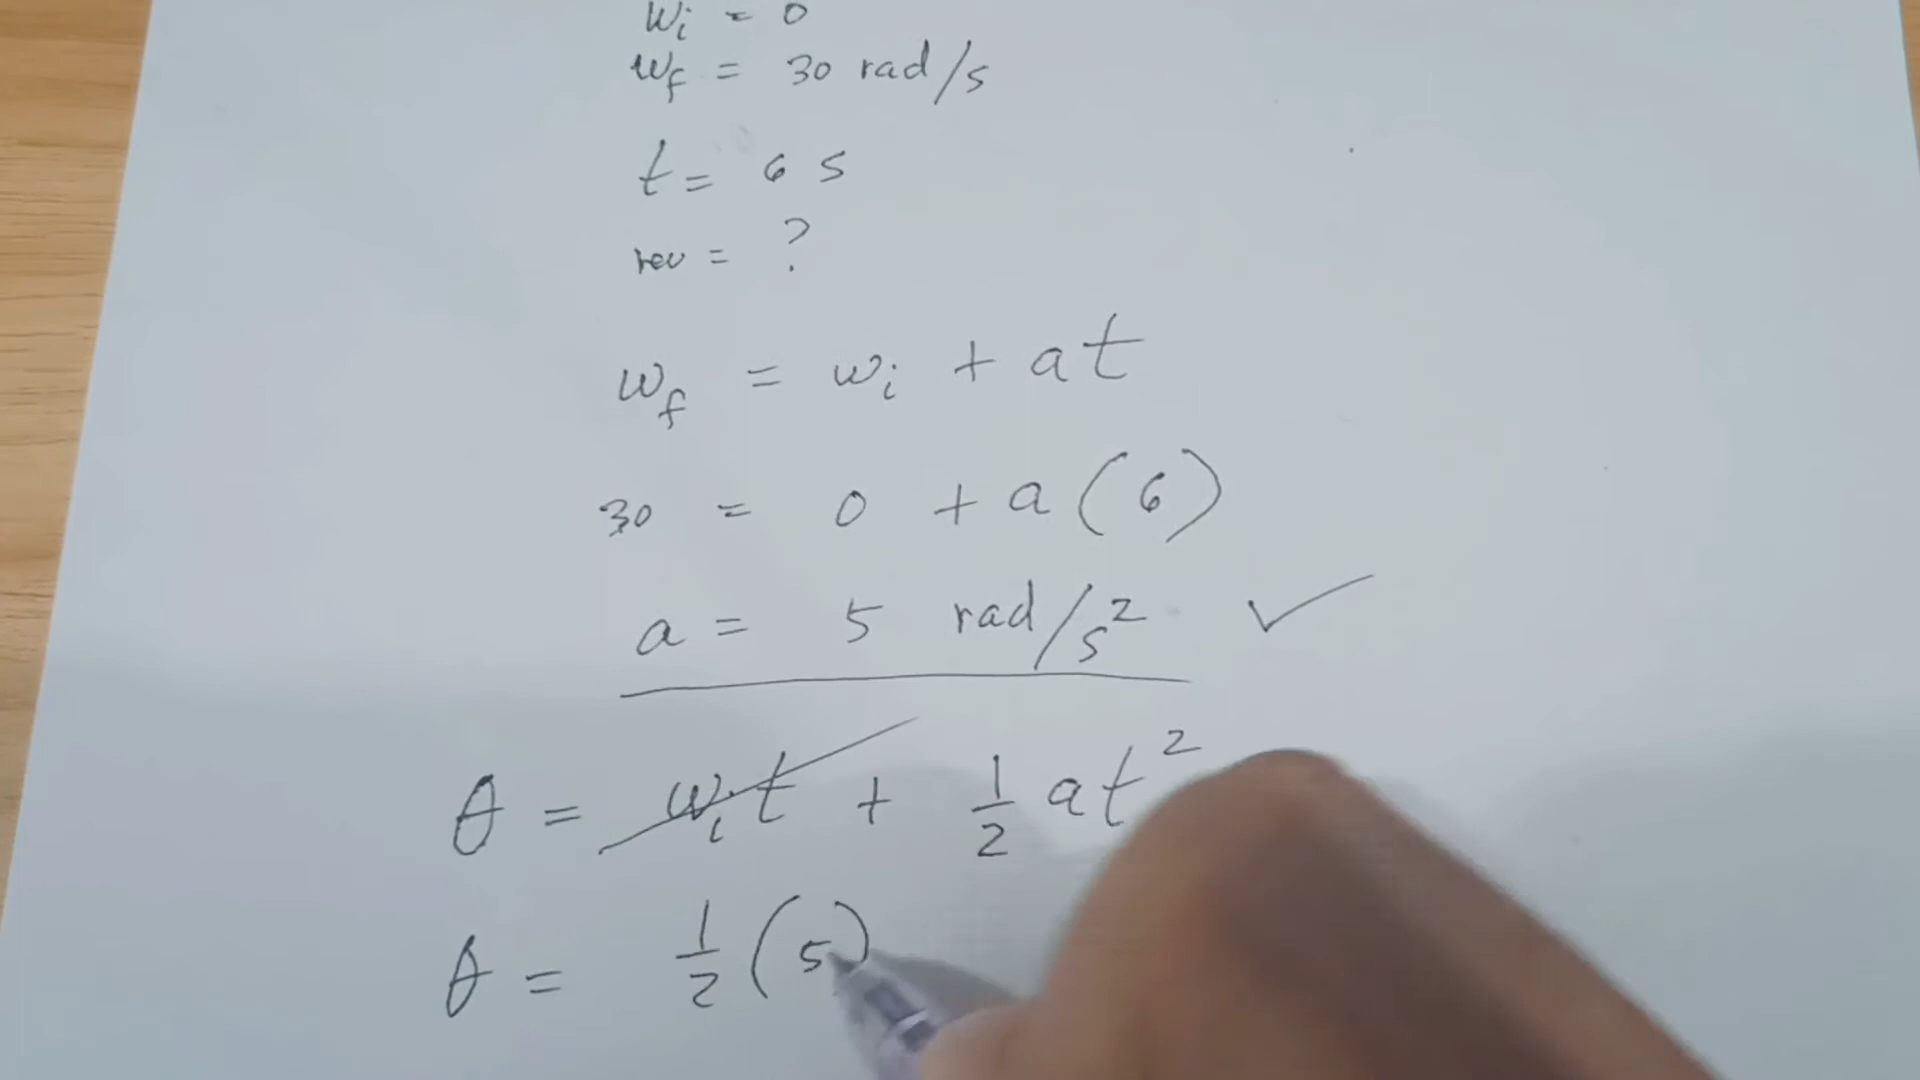 wi = 0
wf = 30 rad/s
t = 6 s
rev = ?
wf = wi + at
30 = 0 + a(6)
a = 5 rad/s²
θ = wit + 1/2 at²
θ = 1/2 (5)